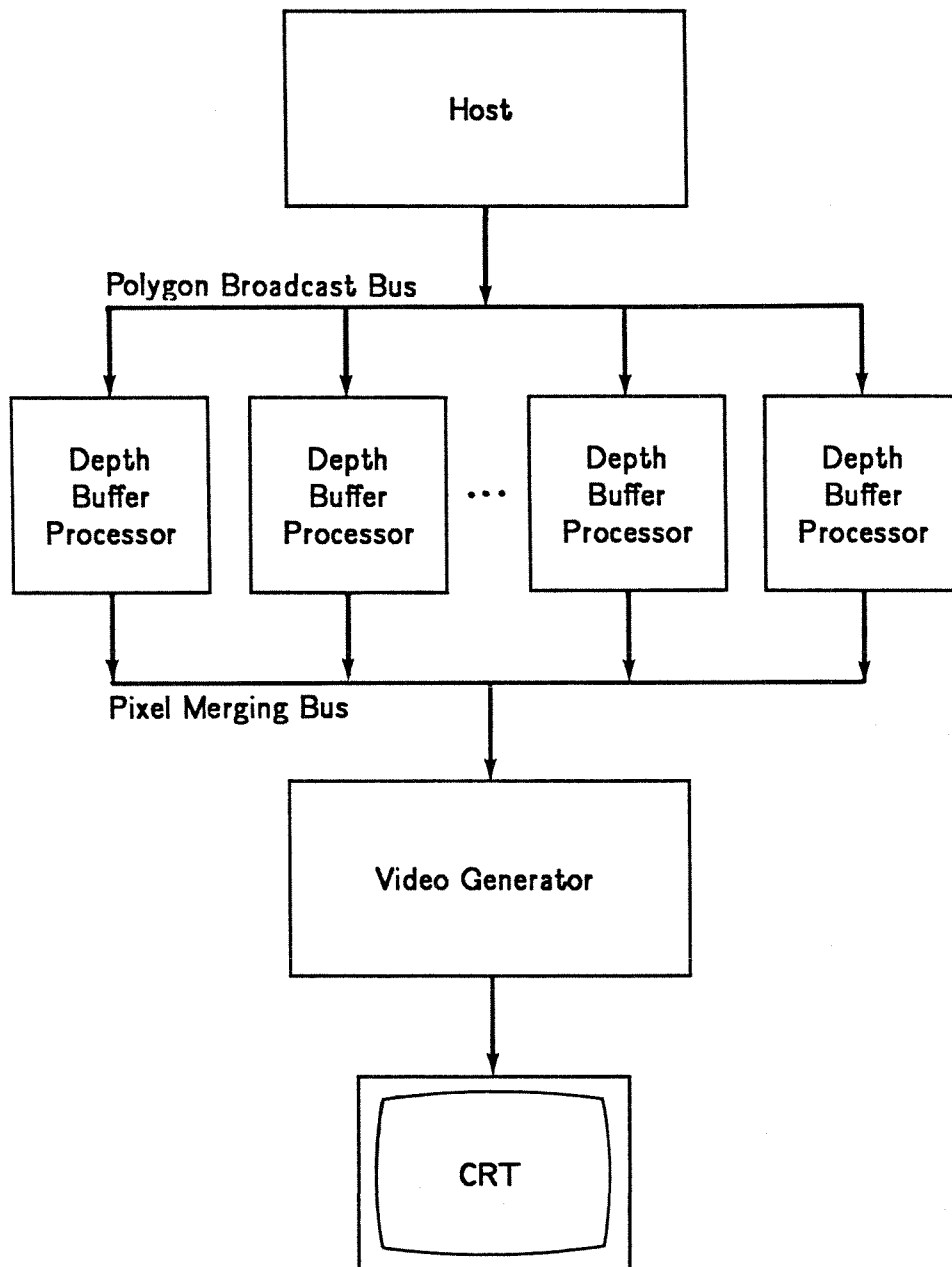 Host
Polygon Broadcast Bus
Depth
Buffer
Processor
Depth
Buffer
Processor
...
Depth
Buffer
Processor
Depth
Buffer
Processor
Pixel Merging Bus
Video Generator
CRT